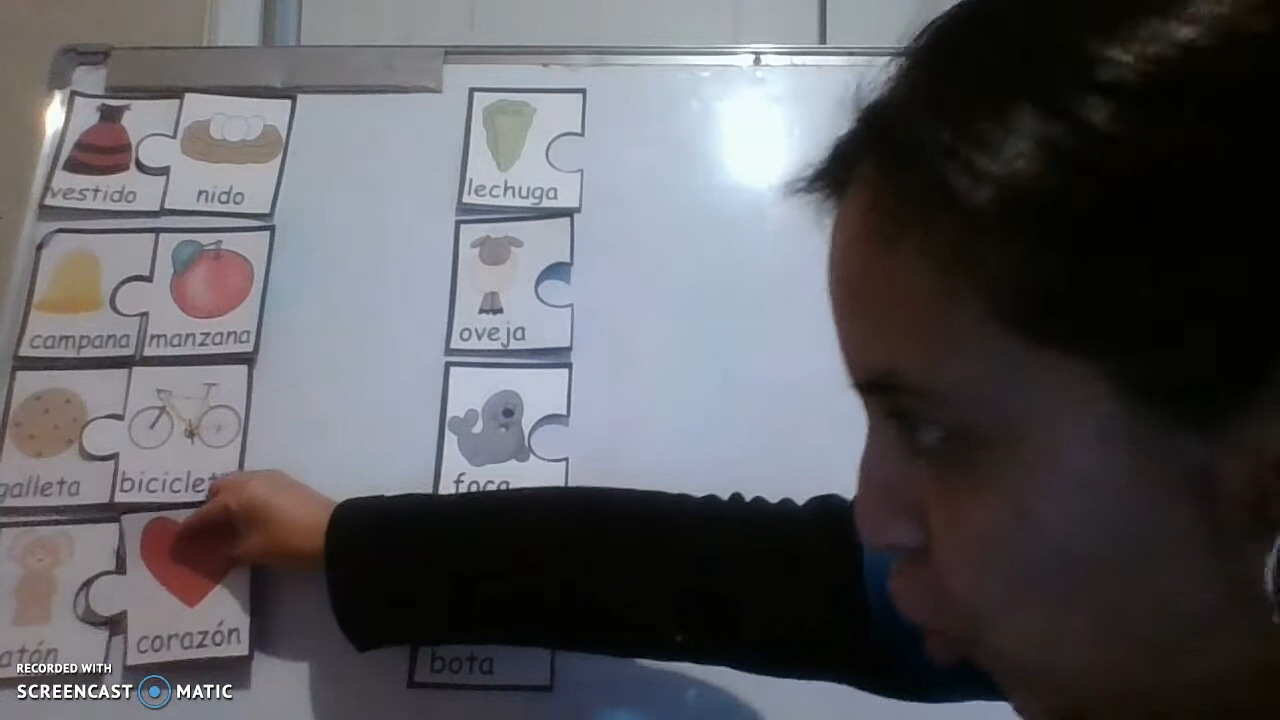 vestido
nido
lechuga
campana
manzana
oveja
galleta
foca
corazón
bota
RECORDED WITH
SCREENCAST MATIC